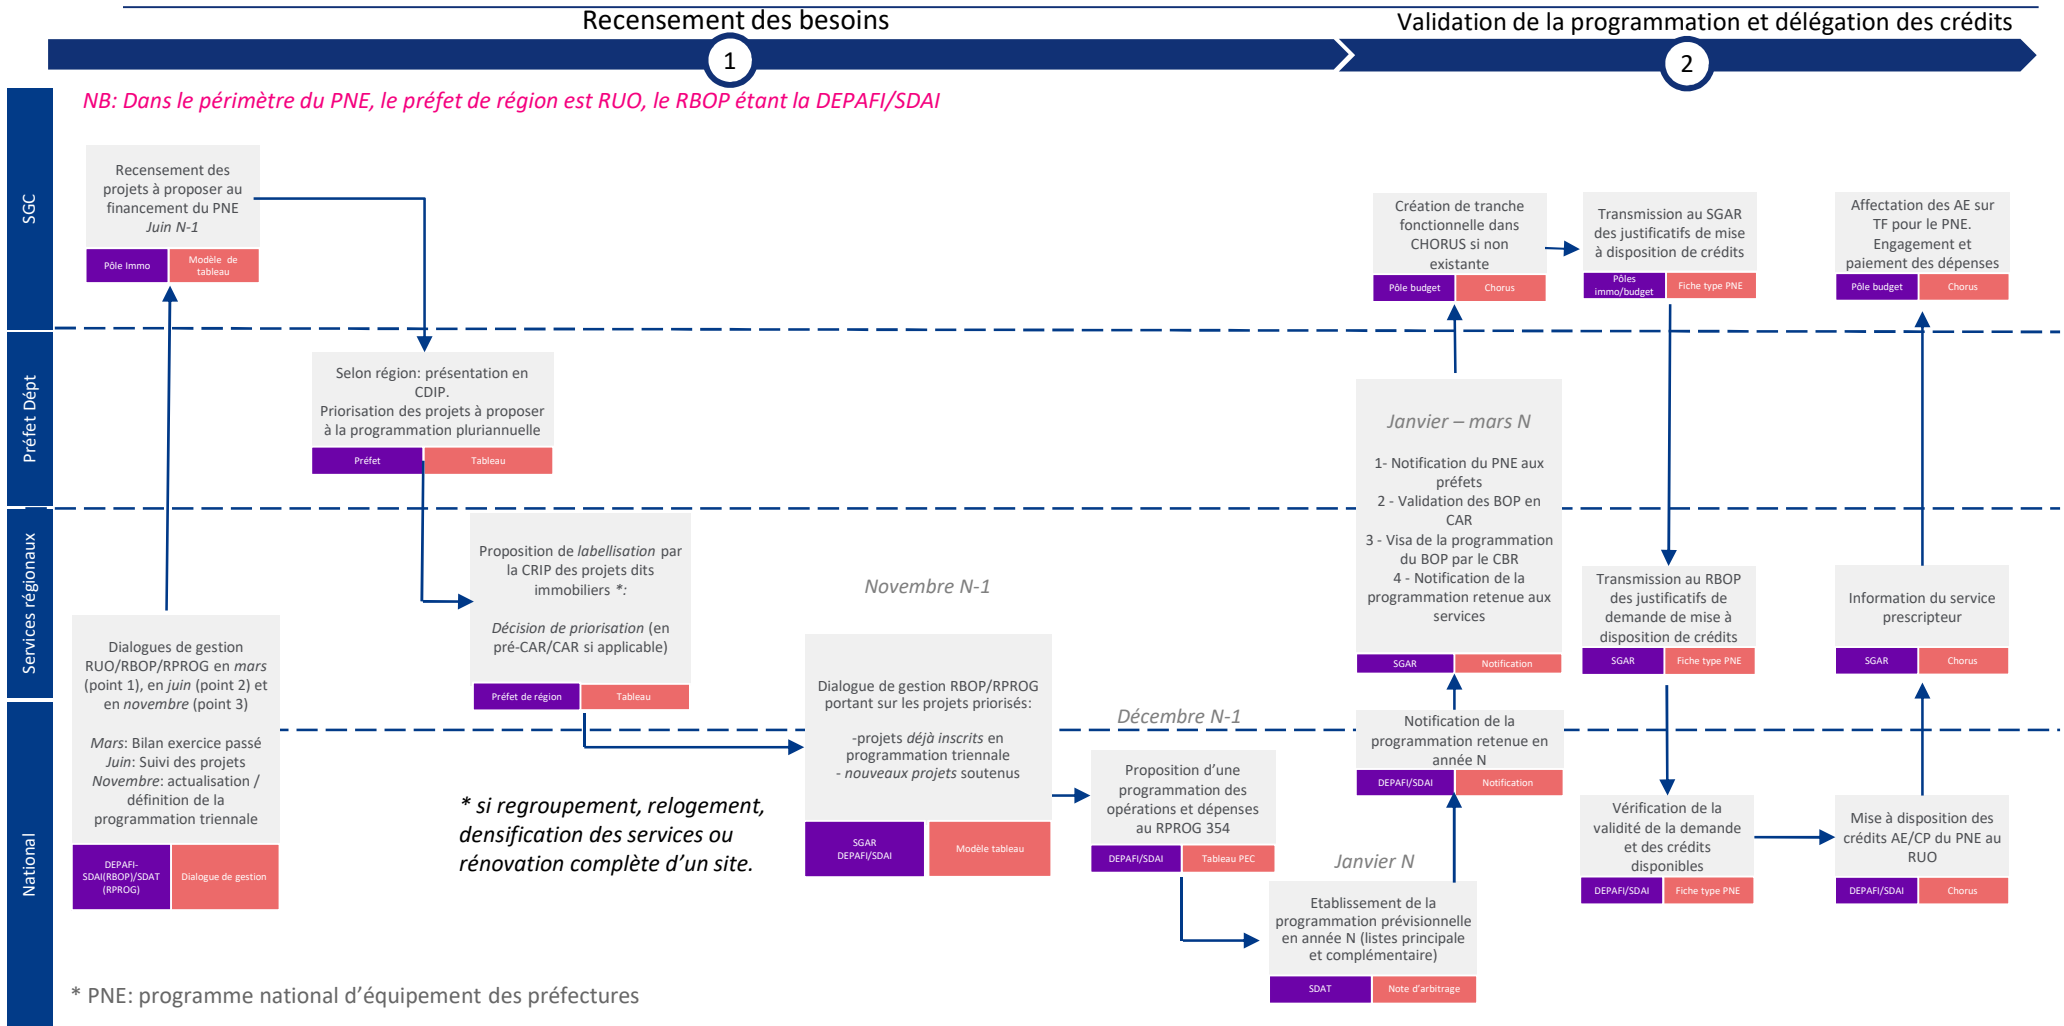 Recensement des besoins
Validation de la programmation et délégation des crédits
1
2
NB: Dans le périmètre du PNE, le préfet de région est RUO, le RBOP étant la DEPAFI/SDAI
SGC
Recensement des
projets à proposer au
financement du PNE
Juin N-1
Pôle Immo
Modèle de
tableau
Création de tranche
fonctionnelle dans
CHORUS si non
existante
Pôle budget
Chorus
Transmission au SGAR
des justificatifs de mise
à disposition de crédits
Pôles
immo/budget
Fiche type PNE
Affectation des AE sur
TF pour le PNE.
Engagement et
paiement des dépenses
Pôle budget
Chorus
Préfet Dépt
Selon région: présentation en
CDIP.
Priorisation des projets à proposer
à la programmation pluriannuelle
Préfet
Tableau
Janvier – mars N
1- Notification du PNE aux
préfets
2 - Validation des BOP en
CAR
3 - Visa de la programmation
du BOP par le CBR
4 - Notification de la
programmation retenue aux
services
SGAR
Notification
Services régionaux
Dialogues de gestion
RUO/RBOP/RPROG en mars
(point 1), en juin (point 2) et
en novembre (point 3)
Mars: Bilan exercice passé
Juin: Suivi des projets
Novembre: actualisation /
définition de la
programmation triennale
DEPAFI-
SDAI(RBOP)/SDAT
(RPROG)
Dialogue de gestion
Proposition de labellisation par
la CRIP des projets dits
immobiliers *:
Décision de priorisation (en
pré-CAR/CAR si applicable)
Préfet de région
Tableau
Novembre N-1
Dialogue de gestion RBOP/RPROG
portant sur les projets priorisés:
-projets déjà inscrits en
programmation triennale
- nouveaux projets soutenus
SGAR
DEPAFI/SDAI
Modèle tableau
Transmission au RBOP
des justificatifs de
demande de mise à
disposition de crédits
SGAR
Fiche type PNE
Information du service
prescripteur
SGAR
Chorus
National
* si regroupement, relogement,
densification des services ou
rénovation complète d’un site.
Décembre N-1
Proposition d’une
programmation des
opérations et dépenses
au RPROG 354
DEPAFI/SDAI
Tableau PEC
Notification de la
programmation retenue en
année N
DEPAFI/SDAI
Notification
Janvier N
Etablissement de la
programmation prévisionnelle
en année N (listes principale
et complémentaire)
SDAT
Note d’arbitrage
Vérification de la
validité de la demande
et des crédits
disponibles
DEPAFI/SDAI
Fiche type PNE
Mise à disposition des
crédits AE/CP du PNE au
RUO
DEPAFI/SDAI
Chorus
* PNE: programme national d’équipement des préfectures